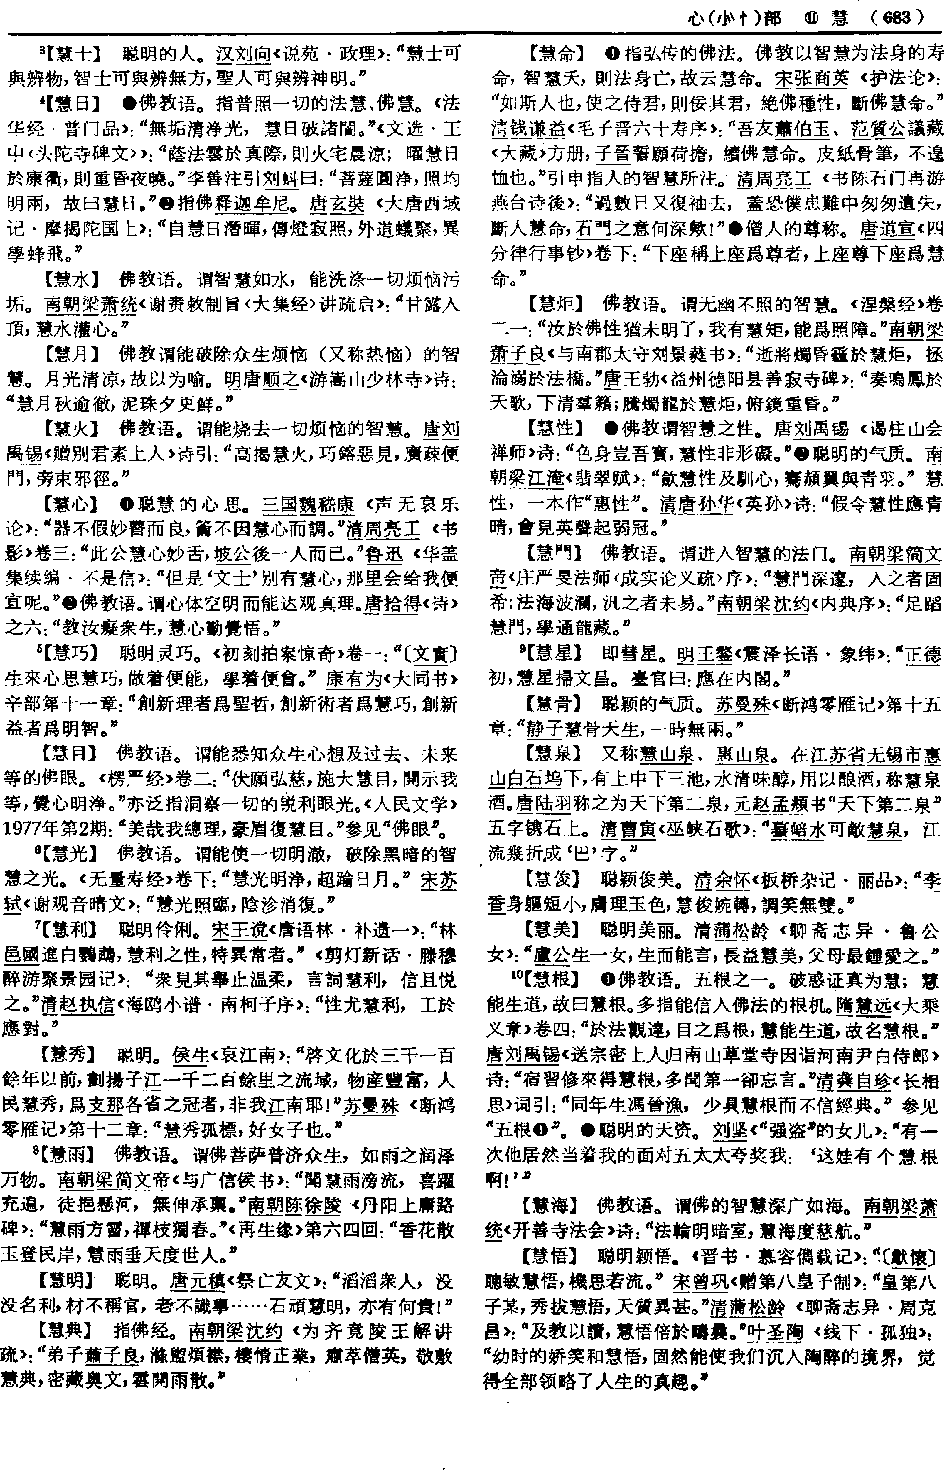 心(小忄)部 ⑪ 慧 (683)
³【慧士】 聪明的人。汉刘向《说苑·政理》：“慧士可
與辨物，智士可與辨無方，聖人可與辨神明。”
⁴【慧日】 ❶佛教语。指普照一切的法慧、佛慧。《法
华经·普门品》：“無垢清净光，慧日破諸闇。”《文选·王
屮〈头陀寺碑文〉》：“蔭法雲於真際，則火宅晨涼；曜慧日
於康衢，則重昏夜曉。”李善注引刘虯曰：“菩薩圓净，照均
明兩，故曰慧日。”❷指佛释迦牟尼。唐玄奘《大唐西域
记·摩揭陀国上》：“自慧日潛暉，傳燈寂照，外道蟻聚，異
學蜂飛。”
【慧水】 佛教语。谓智慧如水，能洗涤一切烦恼污
垢。南朝梁萧统《谢赉敕制旨〈大集经〉讲疏启》：“甘露入
頂，慧水灌心。”
【慧月】 佛教谓能破除众生烦恼（又称热恼）的智
慧。月光清凉，故以为喻。明唐顺之《游嵩山少林寺》诗：
“慧月秋逾徹，泥珠夕更鮮。”
【慧火】 佛教语。谓能烧去一切烦恼的智慧。唐刘
禹锡《赠别君素上人》诗引：“高揭慧火，巧鎔惡見，廣疎便
門，旁束邪徑。”
【慧心】 ❶聪慧的心思。三国魏嵇康《声无哀乐
论》：“器不假妙瞽而良，籥不因慧心而調。”清周亮工《书
影》卷三：“此公慧心妙舌，坡公後一人而已。”鲁迅《华盖
集续编·不是信》：“但是‘文士’别有慧心，那里会给我便
宜呢。”❷佛教语。谓心体空明而能达观真理。唐拾得《诗》
之六：“教汝癡衆生，慧心勤覺悟。”
⁵【慧巧】 聪明灵巧。《初刻拍案惊奇》卷一：“〔文實〕
生來心思慧巧，做着便能，學着便會。”康有为《大同书》
辛部第十一章：“創新理者爲聖哲，創新術者爲慧巧，創新
益者爲明智。”
【慧目】 佛教语。谓能悉知众生心想及过去、未来
等的佛眼。《楞严经》卷二：“伏願弘慈，施大慧目，開示我
等，覺心明净。”亦泛指洞察一切的锐利眼光。《人民文学》
1977年第2期：“美哉我總理，豪眉復慧目。”参见“佛眼”。
⁶【慧光】 佛教语。谓能使一切明澈，破除黑暗的智
慧之光。《无量寿经》卷下：“慧光明净，超踰日月。”宋苏
轼《谢观音晴文》：“慧光照臨，陰沴消復。”
⁷【慧利】 聪明伶俐。宋王谠《唐语林·补遗一》：“林
邑國進白鸚鵡，慧利之性，特異常者。”《剪灯新话·滕穆
醉游聚景园记》：“衆見其舉止温柔，言詞慧利，信且悦
之。”清赵执信《海鸥小谱·南柯子序》：“性尤慧利，工於
應對。”
【慧秀】 聪明。侯生《哀江南》：“啓文化於三千一百
餘年以前，劃揚子江一千二百餘里之流域，物産豐富，人
民慧秀，爲支那各省之冠者，非我江南耶！”苏曼殊《断鸿
零雁记》第十二章：“慧秀孤標，好女子也。”
⁸【慧雨】 佛教语。谓佛菩萨普济众生，如雨之润泽
万物。南朝梁简文帝《与广信侯书》：“聞慧雨滂流，喜躍
充遍，徒挹懸河，無伸承禀。”南朝陈徐陵《丹阳上庸路
碑》：“慧雨方霑，禪枝獨春。”《再生缘》第六四回：“香花散
玉登民岸，慧雨垂天度世人。”
【慧明】 聪明。唐元稹《祭亡友文》：“滔滔衆人，没
没名利，材不稱官，老不識事……石頑慧明，亦有何貴！”
【慧典】 指佛经。南朝梁沈约《为齐竟陵王解讲
疏》：“弟子蕭子良，滌盥煩襟，棲情正業，肅萃僧英，敬敷
慧典，密藏奥文，雲開雨散。”
【慧命】 ❶指弘传的佛法。佛教以智慧为法身的寿
命，智慧夭，则法身亡，故云慧命。宋张商英《护法论》：
“如斯人也，使之侍君，則佞其君，絶佛種性，斷佛慧命。”
清钱谦益《毛子晋六十寿序》：“吾友蕭伯玉、范質公議藏
《大藏》方册，子晉誓願荷擔，續佛慧命。皮紙骨筆，不遑
恤也。”引申指人的智慧所注。清周亮工《书陈石门再游
燕台诗後》：“過數日又復袖去，蓋恐僕患難中匆匆遺失，
斷人慧命，石門之意何深歟！”❷僧人的尊称。唐道宣《四
分律行事钞》卷下：“下座稱上座爲尊者，上座尊下座爲慧
命。”
【慧炬】 佛教语。谓无幽不照的智慧。《涅槃经》卷
二一：“汝於佛性猶未明了，我有慧炬，能爲照障。”南朝梁
萧子良《与南郡太守刘景蕤书》：“逝將燭昏霾於慧炬，拯
淪溺於法橋。”唐王勃《益州德阳县善寂寺碑》：“奏鳴鳳於
天歌，下清羣籟；騰燭龍於慧炬，俯鏡重昏。”
【慧性】 ❶佛教谓智慧之性。唐刘禹锡《谒柱山会
禅师》诗：“色身豈吾寶，慧性非形礙。”❷聪明的气质。南
朝梁江淹《翡翠赋》：“歛慧性及馴心，騫頳翼與青羽。”慧
性，一本作“惠性”。清唐孙华《英孙》诗：“假令慧性應肯
晴，會見英聲起弱冠。”
【慧門】 佛教语。谓进入智慧的法门。南朝梁简文
帝《庄严旻法师〈成实论义疏〉序》：“慧門深邃，入之者固
希；法海波瀾，汎之者未易。”南朝梁沈约《内典序》：“足蹈
慧門，學通龍藏。”
⁹【慧星】 即彗星。明王鏊《震泽长语·象纬》：“正德
初，慧星掃文昌。臺官曰：應在内閣。”
【慧骨】 聪颖的气质。苏曼殊《断鸿零雁记》第十五
章：“静子慧骨天生，一時無兩。”
【慧泉】 又称慧山泉、惠山泉。在江苏省无锡市惠
山白石坞下，有上中下三池，水清味醇，用以酿酒，称慧泉
酒。唐陆羽称之为天下第二泉，元赵孟頫书“天下第二泉”
五字镌石上。清曹寅《巫峡石歌》：“蟇蟆水可敵慧泉，江
流幾折成‘巴’字。”
【慧俊】 聪颖俊美。清余怀《板桥杂记·丽品》：“李
香身軀短小，膚理玉色，慧俊婉轉，調笑無雙。”
【慧美】 聪明美丽。清蒲松龄《聊斋志异·鲁公
女》：“盧公生一女，生而能言，長益慧美，父母最鍾愛之。”
¹⁰【慧根】 ❶佛教语。五根之一。破惑证真为慧；慧
能生道，故曰慧根。多指能信入佛法的根机。隋慧远《大乘
义章》卷四：“於法觀達，目之爲根，慧能生道，故名慧根。”
唐刘禹锡《送宗密上人归南山草堂寺因诣河南尹白侍郎》
诗：“宿習修來得慧根，多聞第一卻忘言。”清龚自珍《长相
思》词引：“同年生馮晉漁，少具慧根而不信經典。”参见
“五根❶”。❷聪明的天资。刘坚《“强盗”的女儿》：“有一
次他居然当着我的面对五太太夸奖我：‘这娃有个慧根
啊！’”
【慧海】 佛教语。谓佛的智慧深广如海。南朝梁萧
统《开善寺法会》诗：“法輪明暗室，慧海度慈航。”
【慧悟】 聪明颖悟。《晋书·慕容儁载记》：“〔獻懷〕
聰敏慧悟，機思若流。”宋曾巩《赠第八皇子制》：“皇第八
子某，秀拔慧悟，天質異甚。”清蒲松龄《聊斋志异·周克
昌》：“及教以讀，慧悟倍於疇曩。”叶圣陶《线下·孤独》：
“幼时的娇笑和慧悟，固然能使我们沉入陶醉的境界，觉
得全部领略了人生的真趣。”